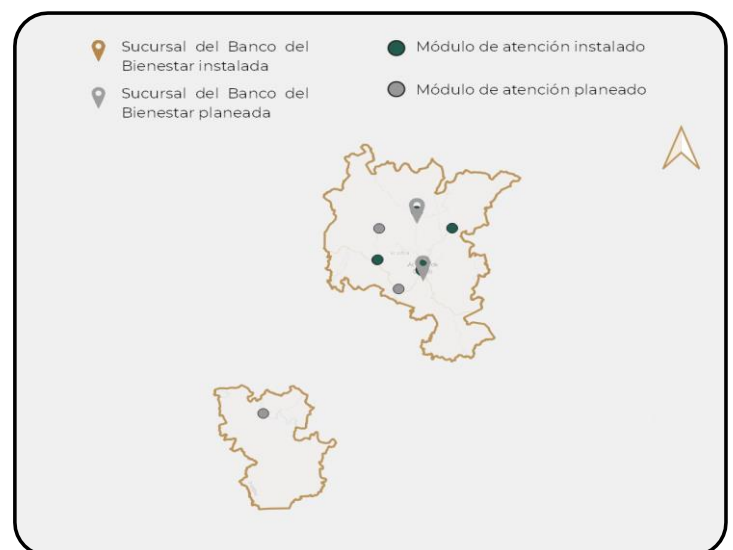 Sucursal del Banco del
Bienestar instalada
Sucursal del Banco del
Bienestar planeada
Módulo de atención instalado
Módulo de atención planeado